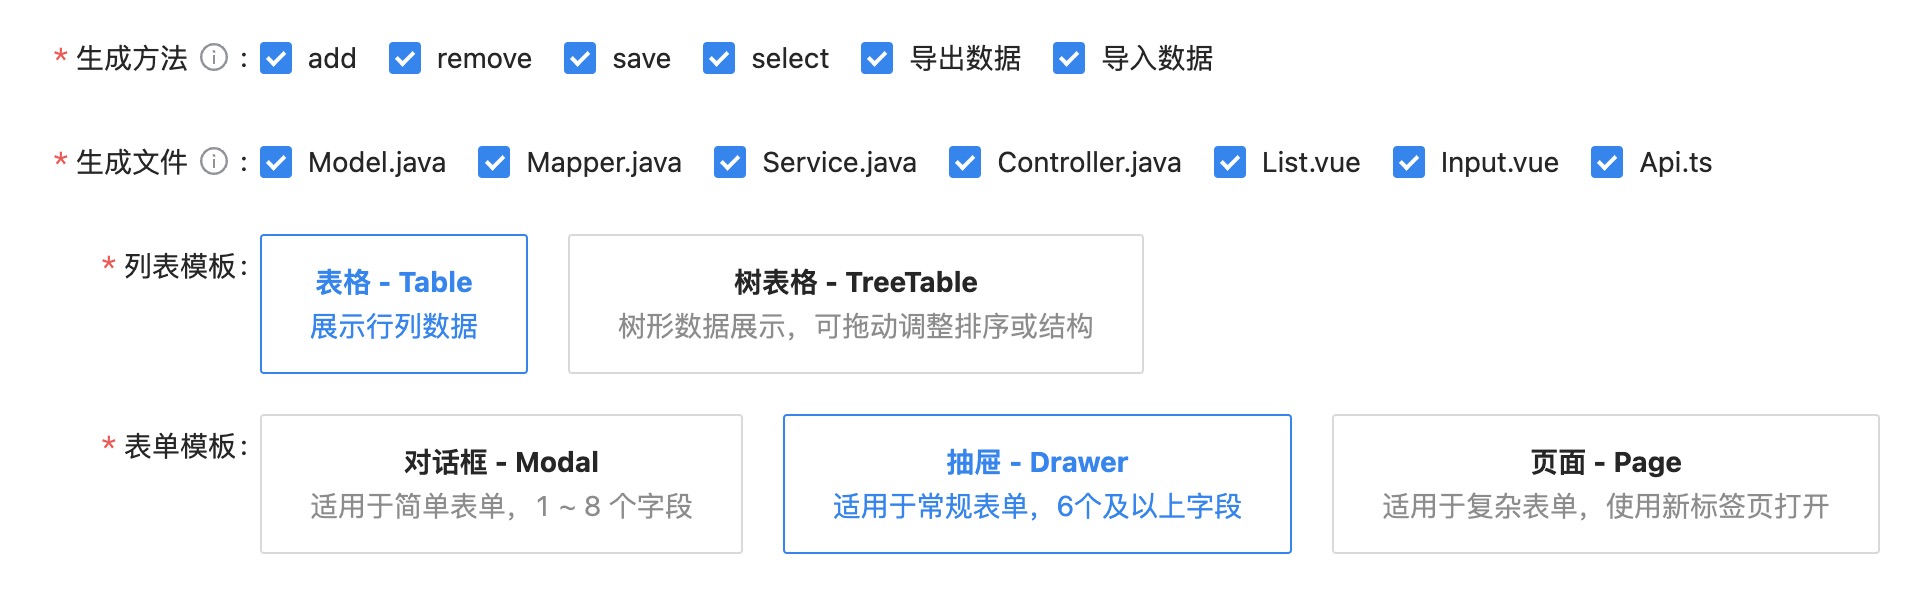 * 生成方法 : add remove save select 导出数据 导入数据
* 生成文件 : Model.java Mapper.java Service.java Controller.java List.vue Input.vue Api.ts
* 列表模板:
表格 - Table
展示行列数据
树表格 - TreeTable
树形数据展示，可拖动调整排序或结构
* 表单模板:
对话框 - Modal
适用于简单表单，1 ~ 8 个字段
抽屉 - Drawer
适用于常规表单，6个及以上字段
页面 - Page
适用于复杂表单，使用新标签页打开